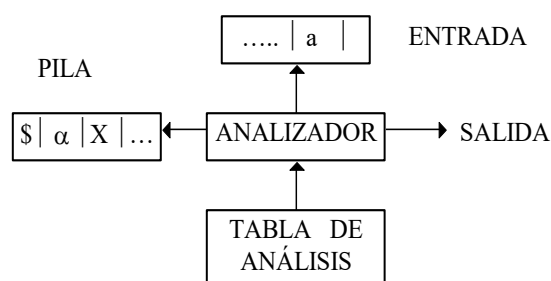 ….. | a |
ENTRADA
PILA
$| α |X |…
ANALIZADOR
SALIDA
TABLA DE
ANÁLISIS